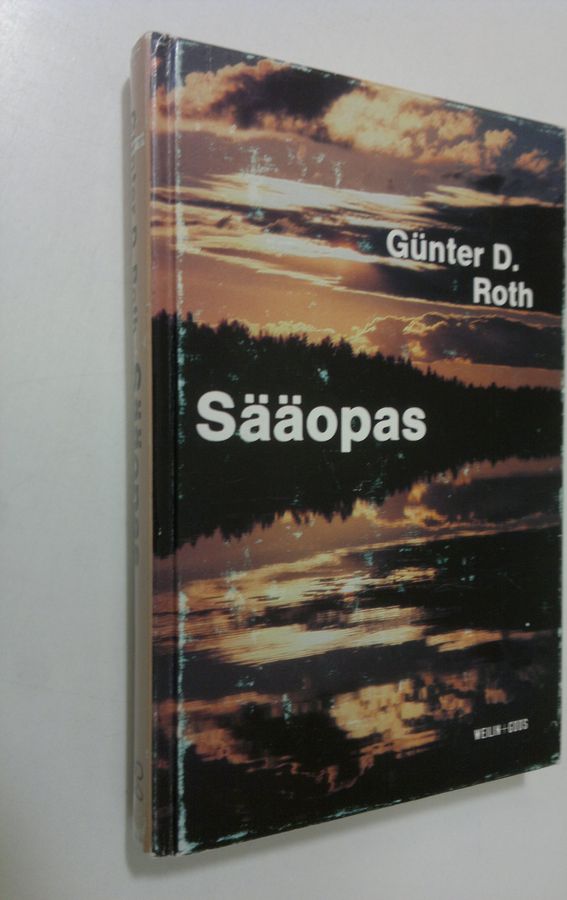 Günter D.
Roth
Sääopas
WEILIN+GÖÖS